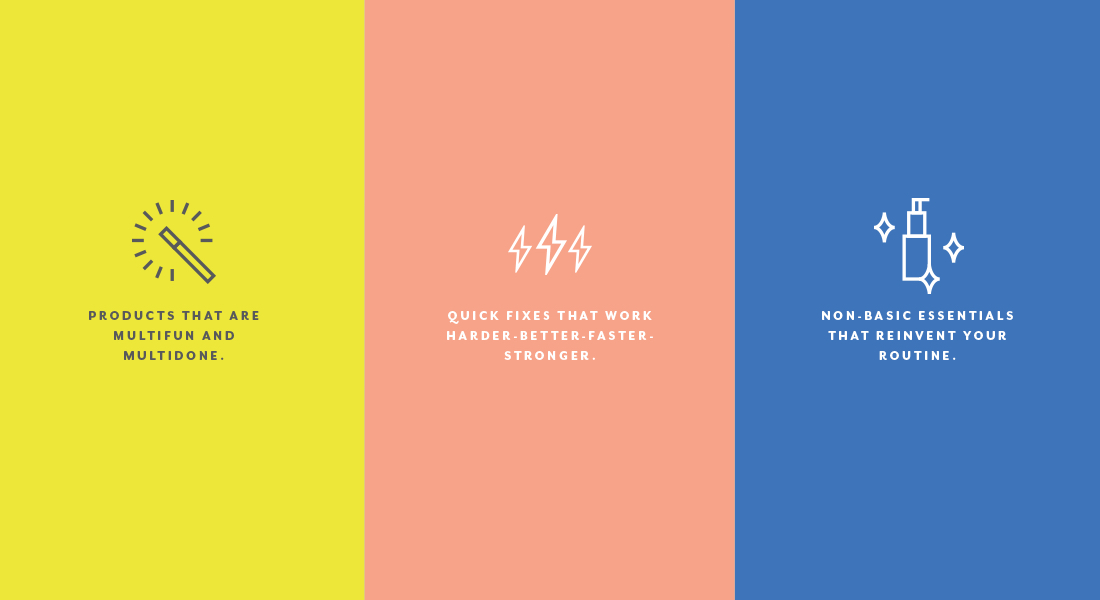 PRODUCTS THAT ARE
MULTIFUN AND
MULTIDONE.
QUICK FIXES THAT WORK
HARDER-BETTER-FASTER-
STRONGER.
NON-BASIC ESSENTIALS
THAT REINVENT YOUR
ROUTINE.